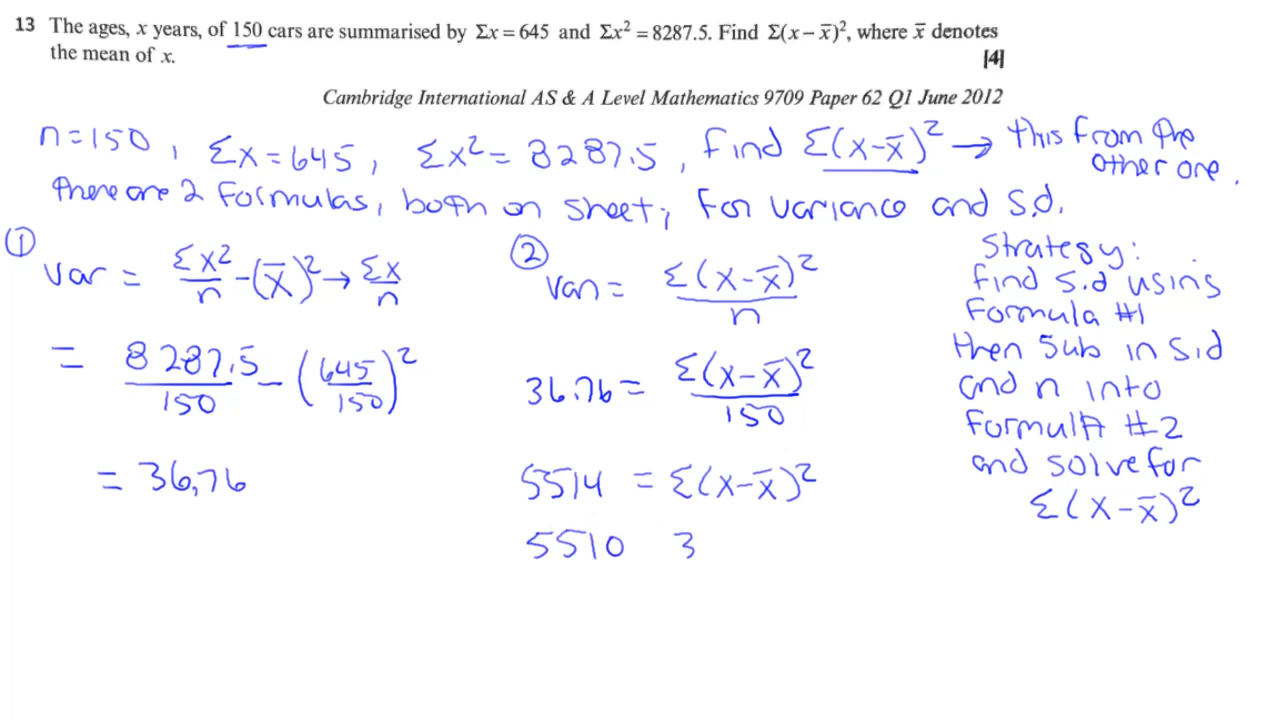 13 The ages, x years, of 150 cars are summarised by Σx = 645 and Σx² = 8287.5. Find Σ(x − x̄)², where x̄ denotes
the mean of x. [4]
Cambridge International AS & A Level Mathematics 9709 Paper 62 Q1 June 2012
n=150, Σx=645, Σx²=8287.5, Find Σ(x-x̄)² → this from the
other one.
there are 2 formulas, both on sheet, for variance and s.d.
①
var = Σx²/n - (x̄)² → Σx/n
= 8287.5/150 - (645/150)²
= 36.76
②
Var = Σ(x-x̄)²/n
36.76 = Σ(x-x̄)²/150
5514 = Σ(x-x̄)²
5510 3
Strategy:
find s.d using
Formula #1
then sub in s.d
and n into
formula #2
and solve for
Σ(x-x̄)²